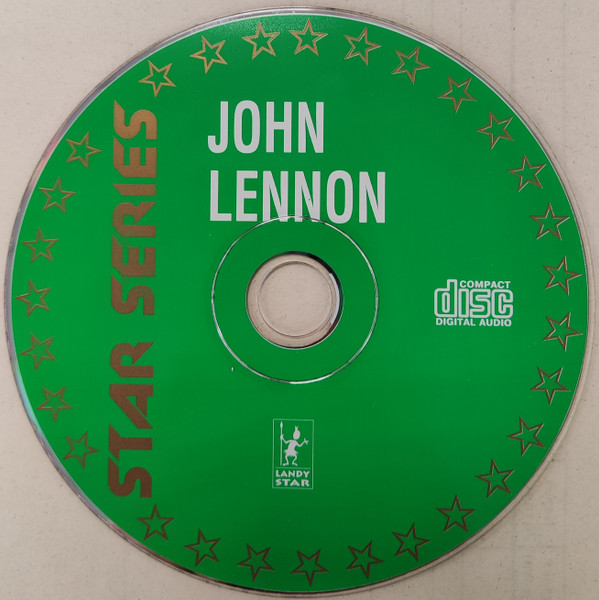 STAR SERIES
JOHN
LENNON
COMPACT
disc
DIGITAL AUDIO
LANDY
STAR